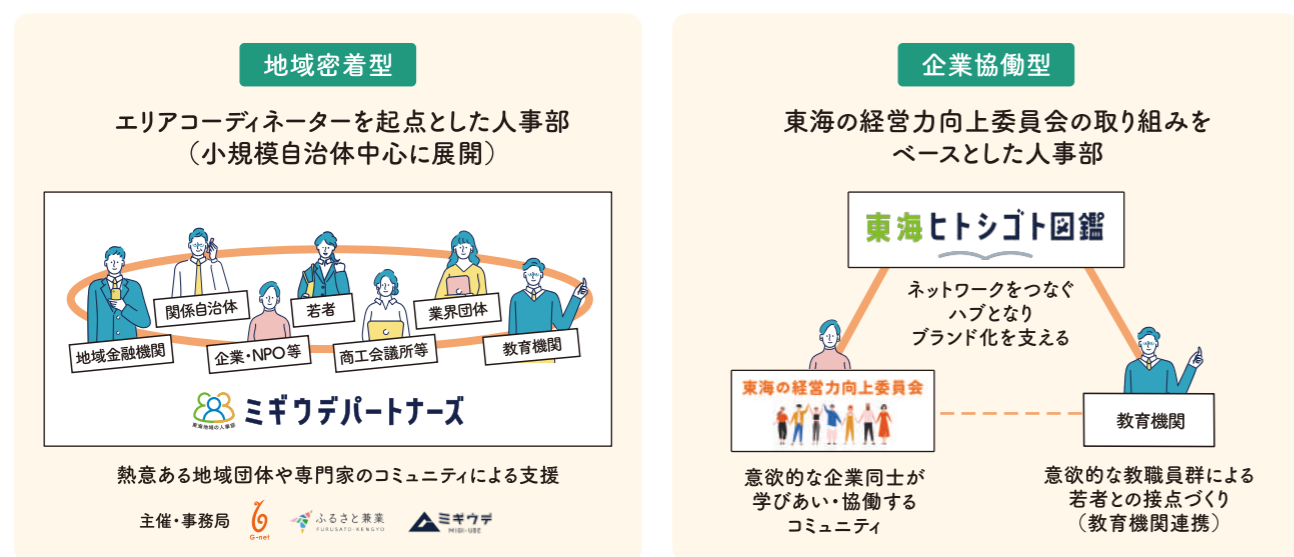 地域密着型
エリアコーディネーターを起点とした人事部
（小規模自治体中心に展開）
関係自治体
若者
業界団体
地域金融機関
企業・NPO等
商工会議所等
教育機関
東海地域の人事部
ミギウデパートナーズ
熱意ある地域団体や専門家のコミュニティによる支援
主催・事務局
G-net
ふるさと兼業
FURUSATO-KENGYO
ミギウデ
MIGI-UDE
企業協働型
東海の経営力向上委員会の取り組みを
ベースとした人事部
東海ヒトシゴト図鑑
ネットワークをつなぐ
ハブとなり
ブランド化を支える
東海の経営力向上委員会
教育機関
意欲的な企業同士が
学びあい・協働する
コミュニティ
意欲的な教職員群による
若者との接点づくり
（教育機関連携）